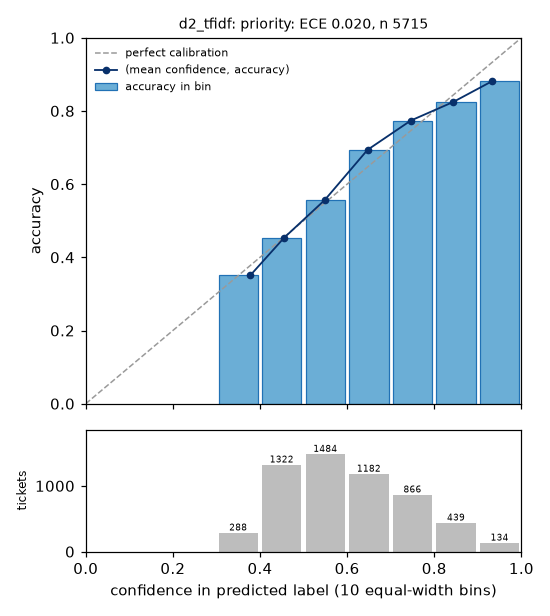 d2_tfidf: priority: ECE 0.020, n 5715
perfect calibration
(mean confidence, accuracy)
accuracy in bin
1.0
0.8
0.6
0.4
0.2
0.0
accuracy
288
1322
1484
1182
866
439
134
1000
0
tickets
0.0 0.2 0.4 0.6 0.8 1.0
confidence in predicted label (10 equal-width bins)